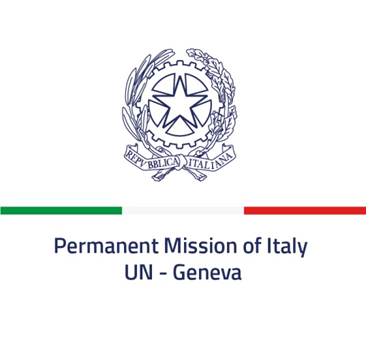 REPVBBLICA ITALIANA
Permanent Mission of Italy
UN - Geneva